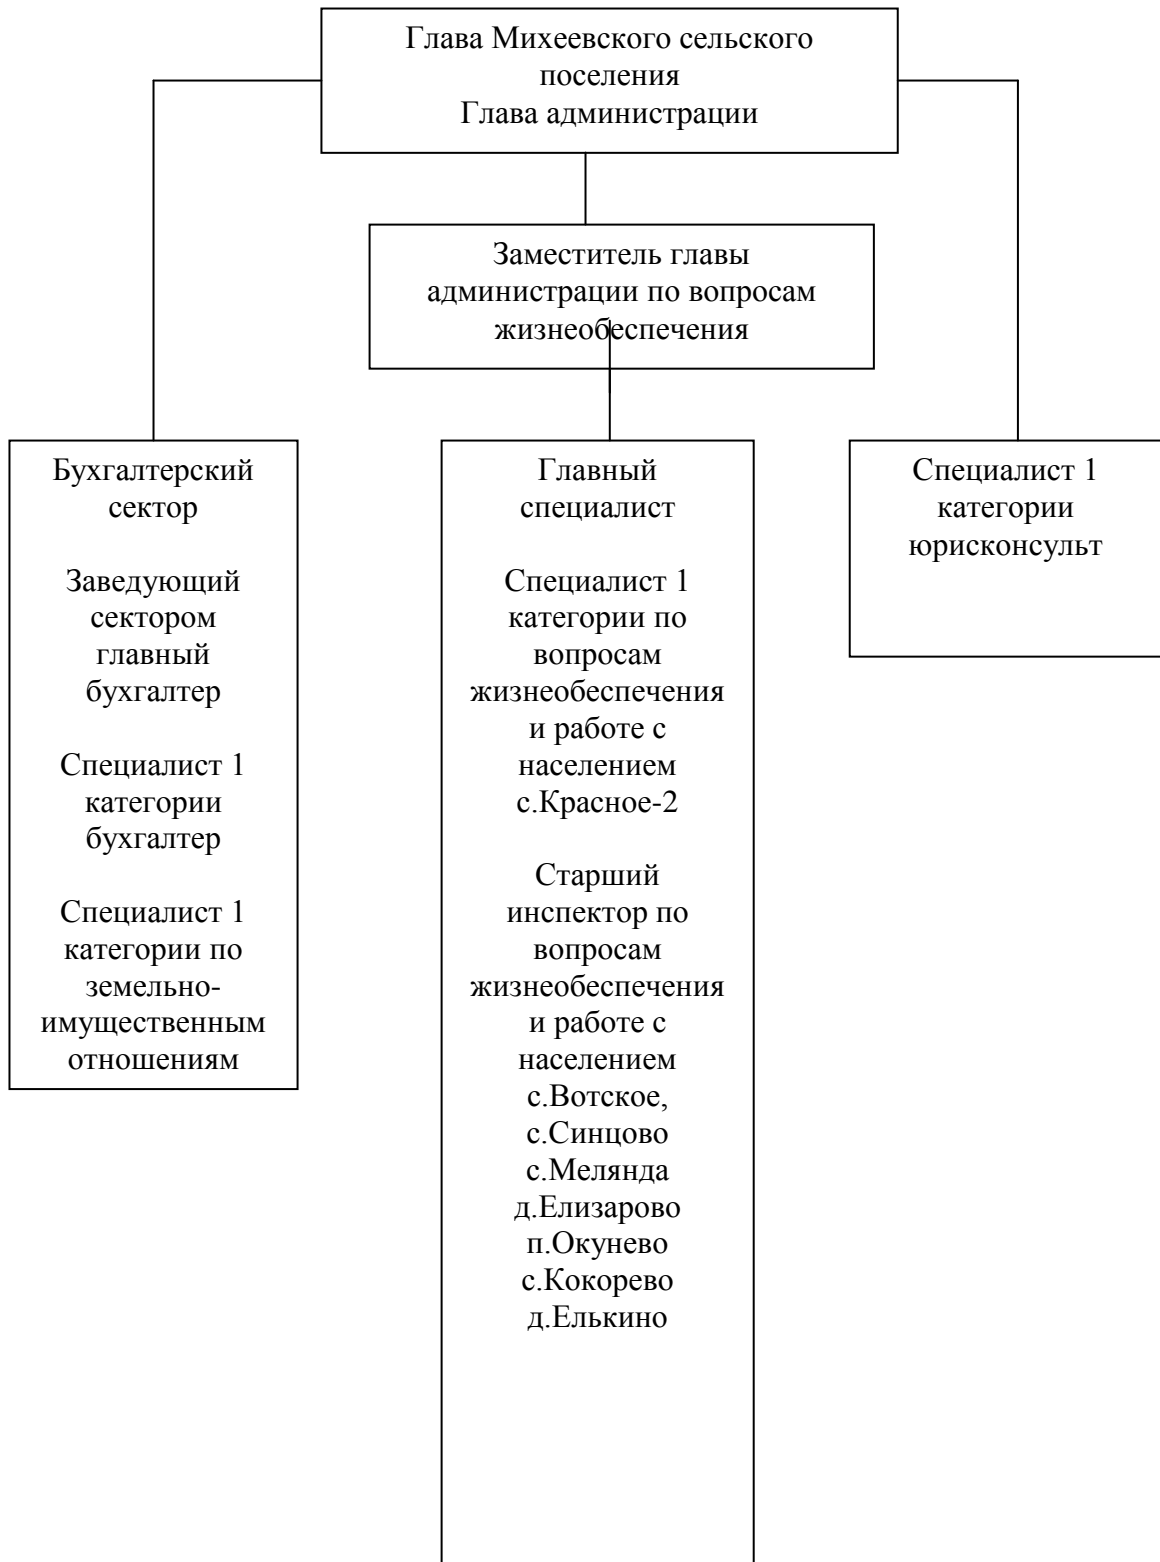 Глава Михеевского сельского
поселения
Глава администрации
Заместитель главы
администрации по вопросам
жизнеобеспечения
Бухгалтерский
сектор
Заведующий
сектором
главный
бухгалтер
Специалист 1
категории
бухгалтер
Специалист 1
категории по
земельно-
имущественным
отношениям
Главный
специалист
Специалист 1
категории по
вопросам
жизнеобеспечения
и работе с
населением
с.Красное-2
Старший
инспектор по
вопросам
жизнеобеспечения
и работе с
населением
с.Вотское,
с.Синцово
с.Мелянда
д.Елизарово
п.Окунево
с.Кокорево
д.Елькино
Специалист 1
категории
юрисконсульт